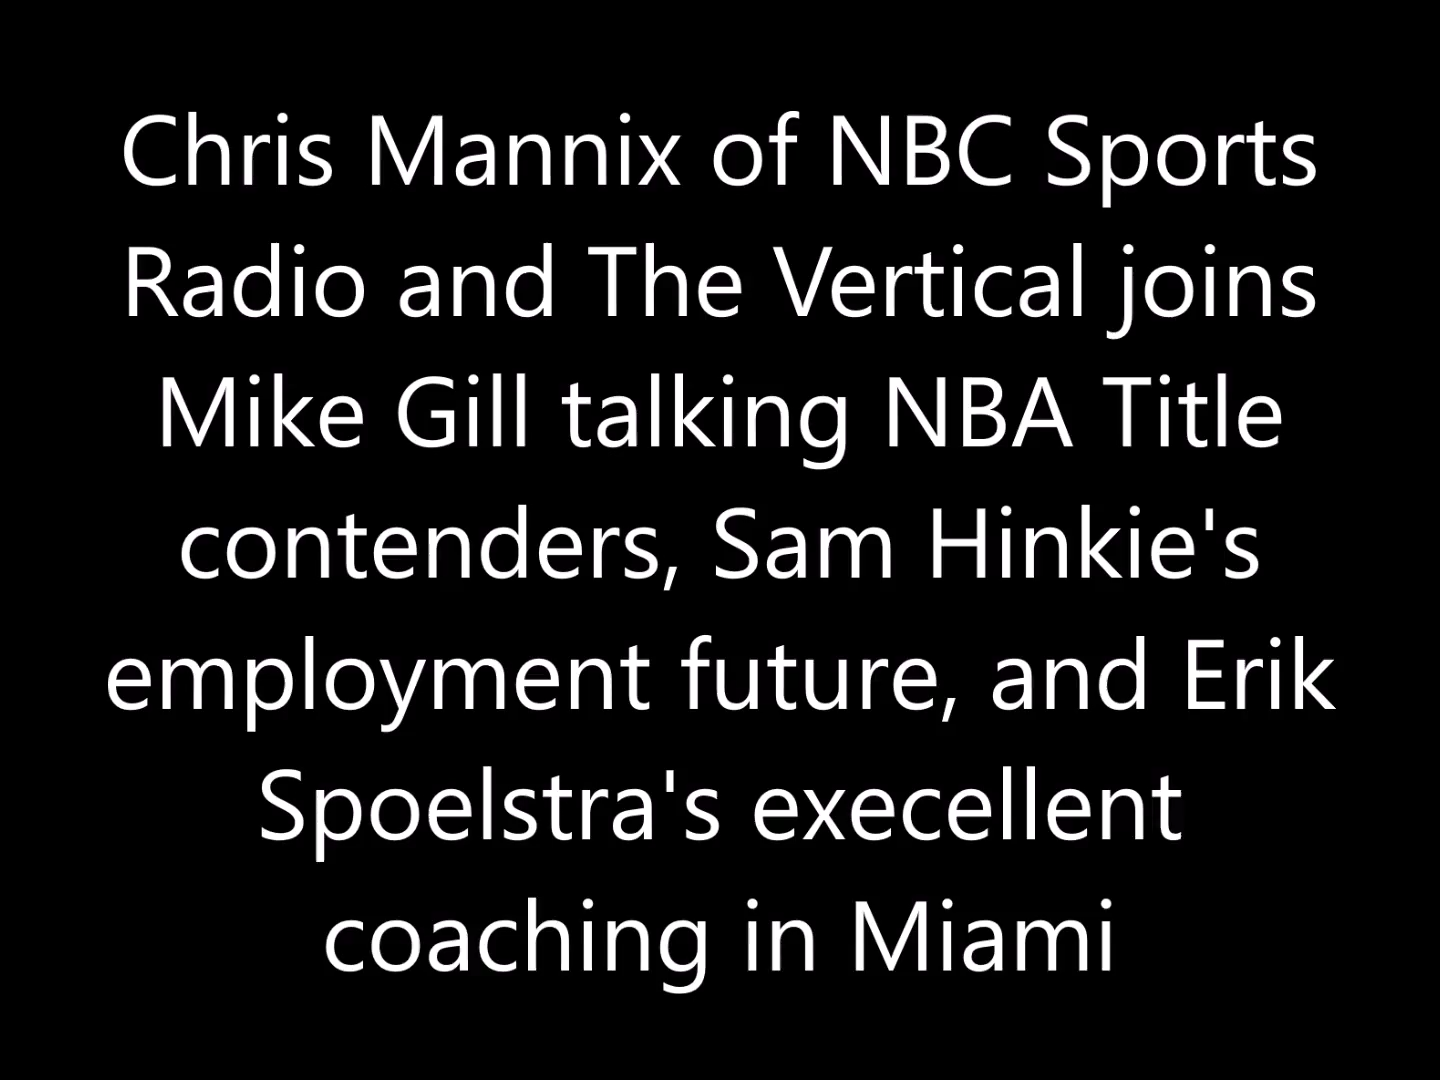 Chris Mannix of NBC Sports
Radio and The Vertical joins
Mike Gill talking NBA Title
contenders, Sam Hinkie's
employment future, and Erik
Spoelstra's execellent
coaching in Miami